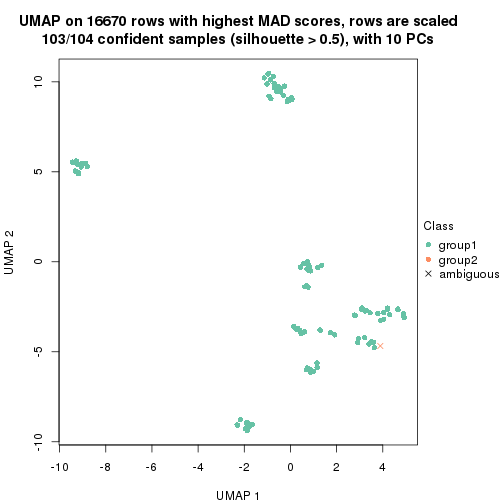 UMAP on 16670 rows with highest MAD scores, rows are scaled
103/104 confident samples (silhouette > 0.5), with 10 PCs
10
5
0
-5
-10
UMAP 2
-10
-8
-6
-4
-2
0
2
4
UMAP 1
Class
group1
group2
ambiguous